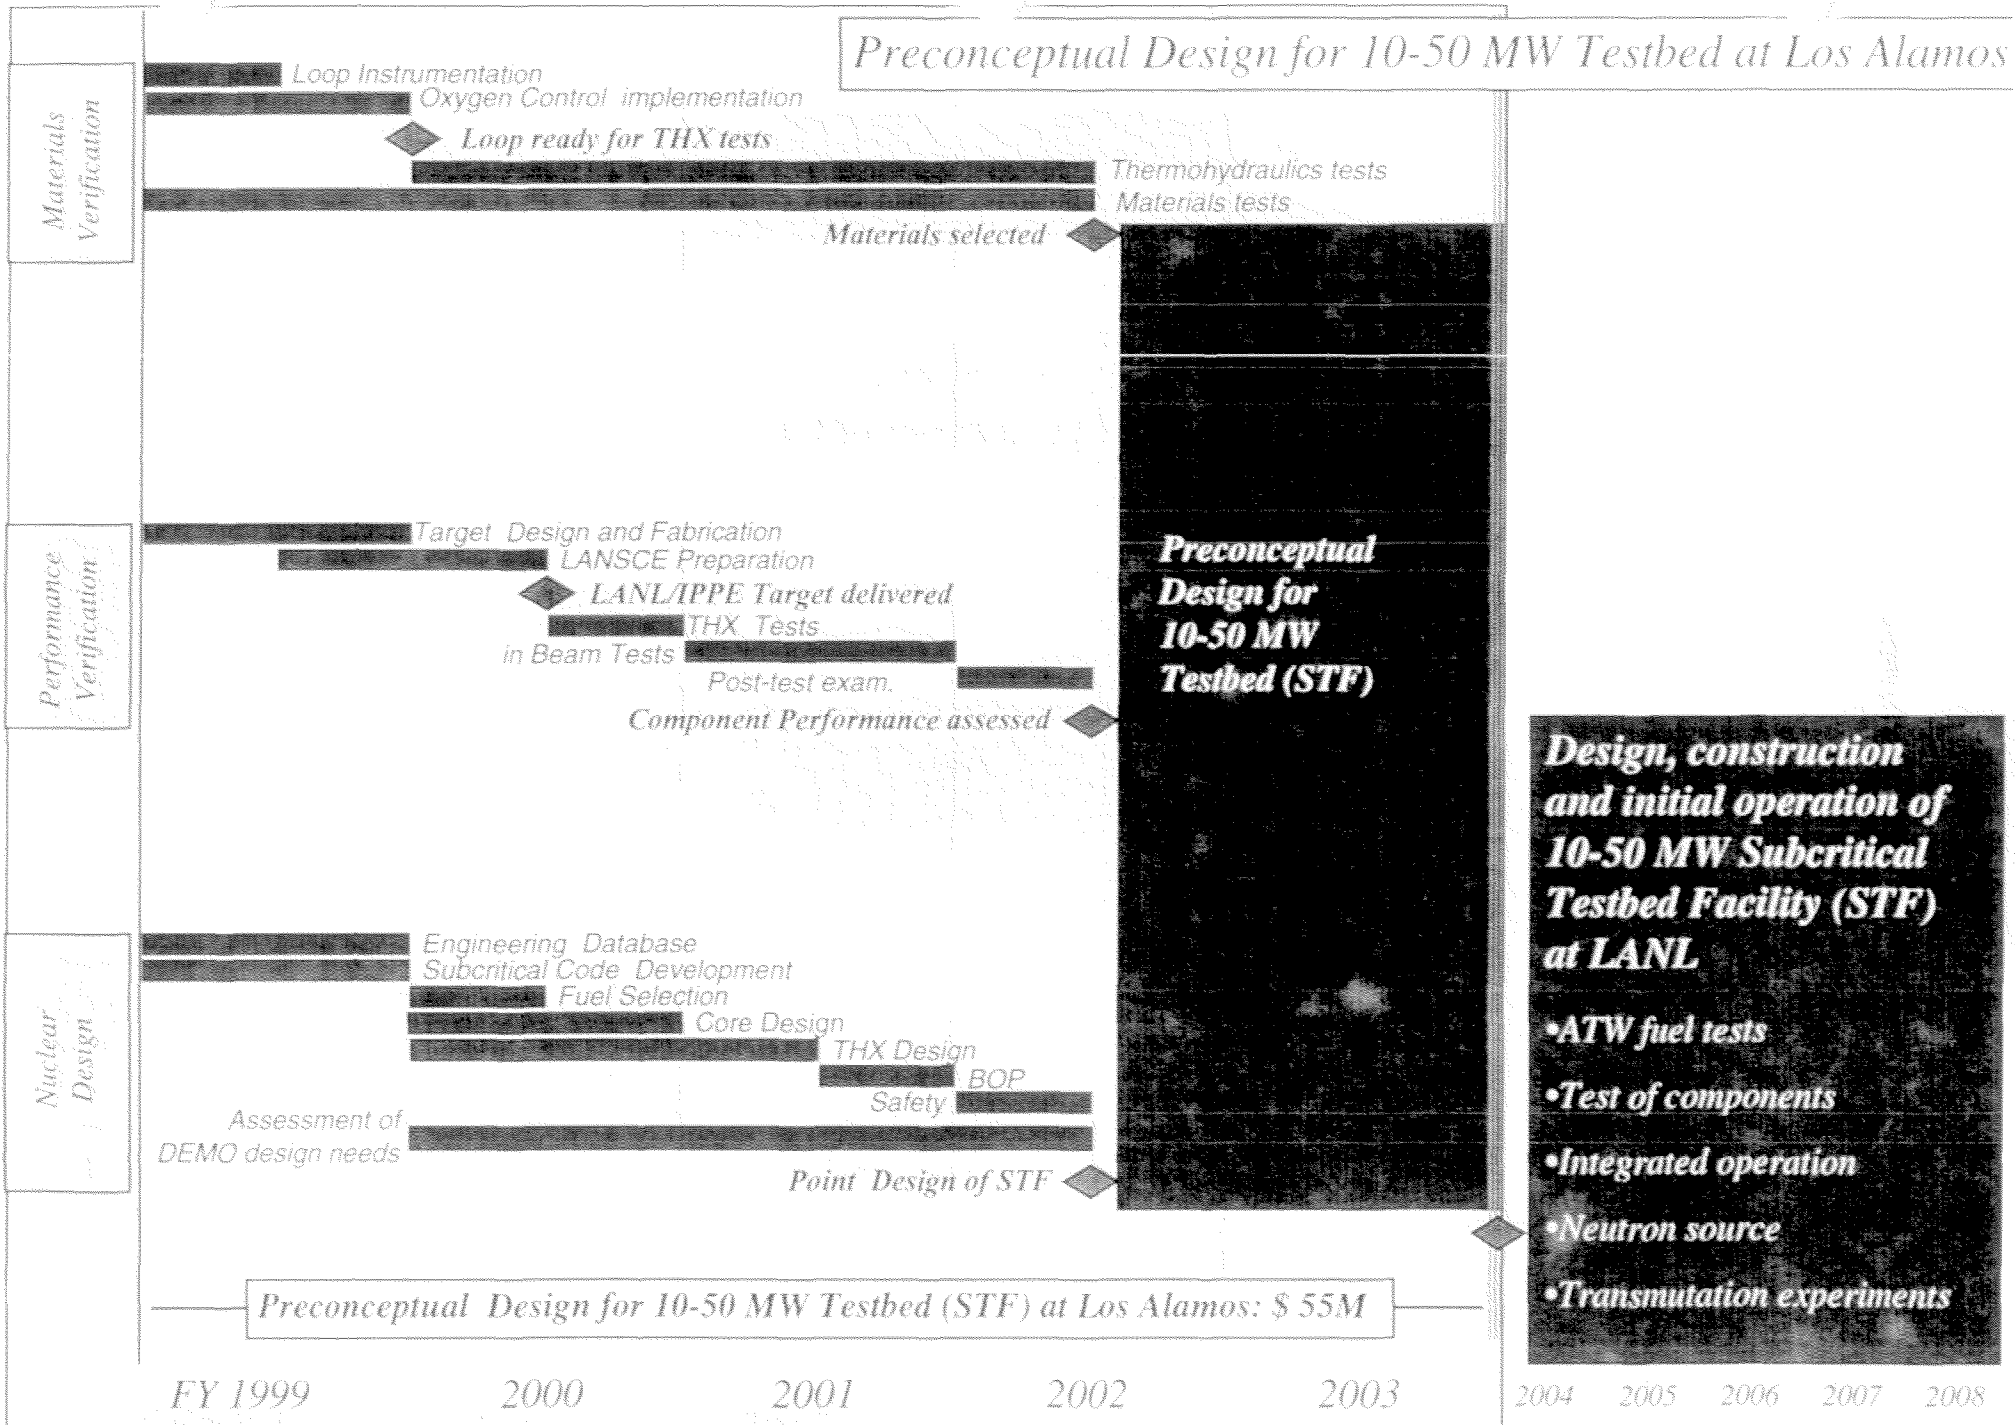 Preconceptual Design for 10-50 MW Testbed at Los Alamos
Materials
Verification
Loop Instrumentation
Oxygen Control implementation
Loop ready for THX tests
Thermohydraulics tests
Materials tests
Materials selected
Performance
Verification
Target Design and Fabrication
LANSCE Preparation
LANL/IPPE Target delivered
THX Tests
in Beam Tests
Post-test exam.
Component Performance assessed
Nuclear
Design
Engineering Database
Subcritical Code Development
Fuel Selection
Core Design
THX Design
BOP
Safety
Assessment of
DEMO design needs
Point Design of STF
Preconceptual
Design for
10-50 MW
Testbed (STF)
Design, construction
and initial operation of
10-50 MW Subcritical
Testbed Facility (STF)
at LANL
•ATW fuel tests
•Test of components
•Integrated operation
•Neutron source
•Transmutation experiments
Preconceptual Design for 10-50 MW Testbed (STF) at Los Alamos: $ 55M
FY 1999 2000 2001 2002 2003 2004 2005 2006 2007 2008